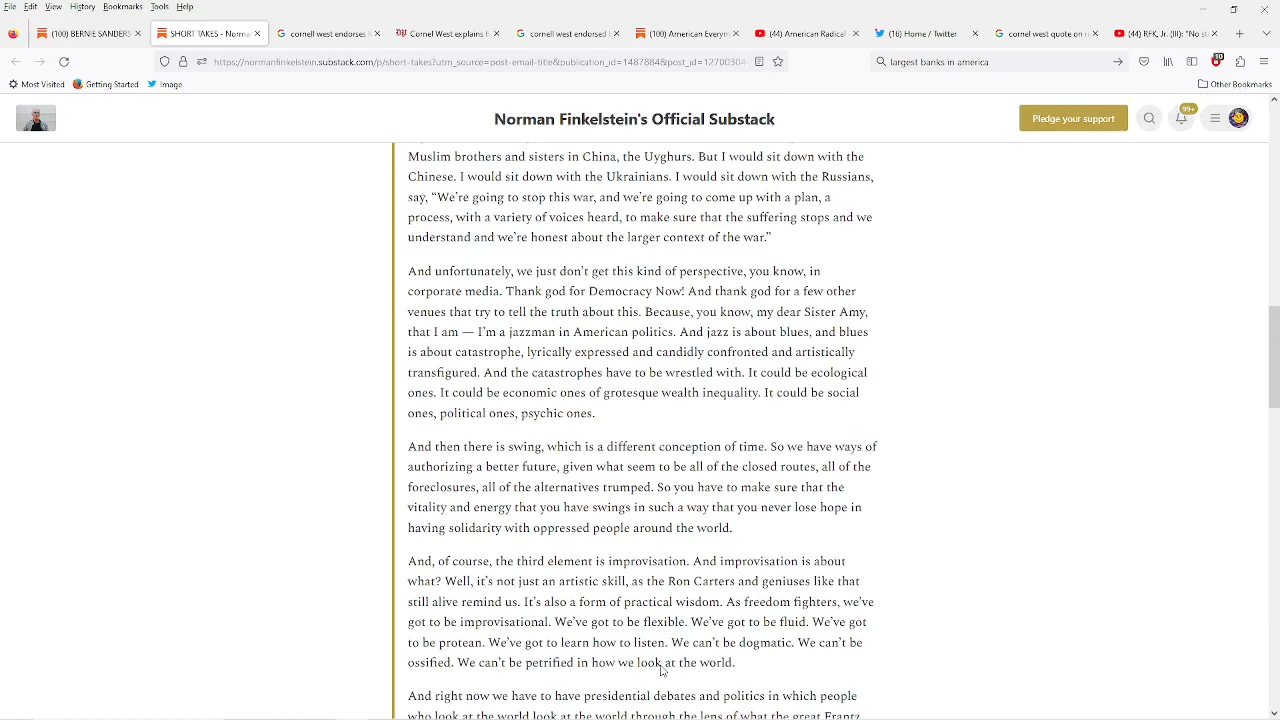 File Edit View History Bookmarks Tools Help
(100) BERNIE SANDERS
SHORT TAKES - Norma
cornell west endorses
Cornel West explains h
cornell west endorsed
(100) American Everym
(44) American Radical
(16) Home / Twitter
cornel west quote on r
(44) RFK, Jr. (III): "No s
https://normanfinkelstein.substack.com/p/short-takes?utm_source=post-email-title&publication_id=1487884&post_id=12700304
largest banks in america
Most Visited
Getting Started
Image
Other Bookmarks
Norman Finkelstein's Official Substack
Pledge your support
99+
Muslim brothers and sisters in China, the Uyghurs. But I would sit down with the
Chinese. I would sit down with the Ukrainians. I would sit down with the Russians,
say, “We’re going to stop this war, and we’re going to come up with a plan, a
process, with a variety of voices heard, to make sure that the suffering stops and we
understand and we’re honest about the larger context of the war.”
And unfortunately, we just don’t get this kind of perspective, you know, in
corporate media. Thank god for Democracy Now! And thank god for a few other
venues that try to tell the truth about this. Because, you know, my dear Sister Amy,
that I am — I’m a jazzman in American politics. And jazz is about blues, and blues
is about catastrophe, lyrically expressed and candidly confronted and artistically
transfigured. And the catastrophes have to be wrestled with. It could be ecological
ones. It could be economic ones of grotesque wealth inequality. It could be social
ones, political ones, psychic ones.
And then there is swing, which is a different conception of time. So we have ways of
authorizing a better future, given what seem to be all of the closed routes, all of the
foreclosures, all of the alternatives trumped. So you have to make sure that the
vitality and energy that you have swings in such a way that you never lose hope in
having solidarity with oppressed people around the world.
And, of course, the third element is improvisation. And improvisation is about
what? Well, it’s not just an artistic skill, as the Ron Carters and geniuses like that
still alive remind us. It’s also a form of practical wisdom. As freedom fighters, we’ve
got to be improvisational. We’ve got to be flexible. We’ve got to be fluid. We’ve got
to be protean. We’ve got to learn how to listen. We can’t be dogmatic. We can’t be
ossified. We can’t be petrified in how we look at the world.
And right now we have to have presidential debates and politics in which people
who look at the world look at the world through the lens of what the great Frantz